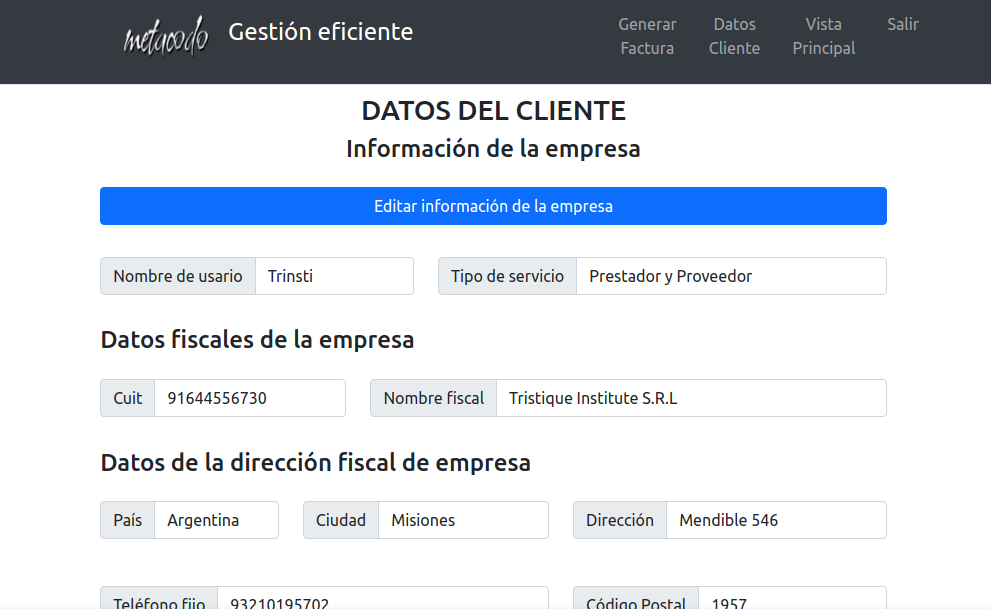 metacodo Gestión eficiente
Generar Factura
Datos Cliente
Vista Principal
Salir
DATOS DEL CLIENTE
Información de la empresa
Editar información de la empresa
Nombre de usario Trinsti Tipo de servicio Prestador y Proveedor
Datos fiscales de la empresa
Cuit 91644556730 Nombre fiscal Tristique Institute S.R.L
Datos de la dirección fiscal de empresa
País Argentina Ciudad Misiones Dirección Mendible 546
Teléfono fijo 93210195702 Código Postal 1957